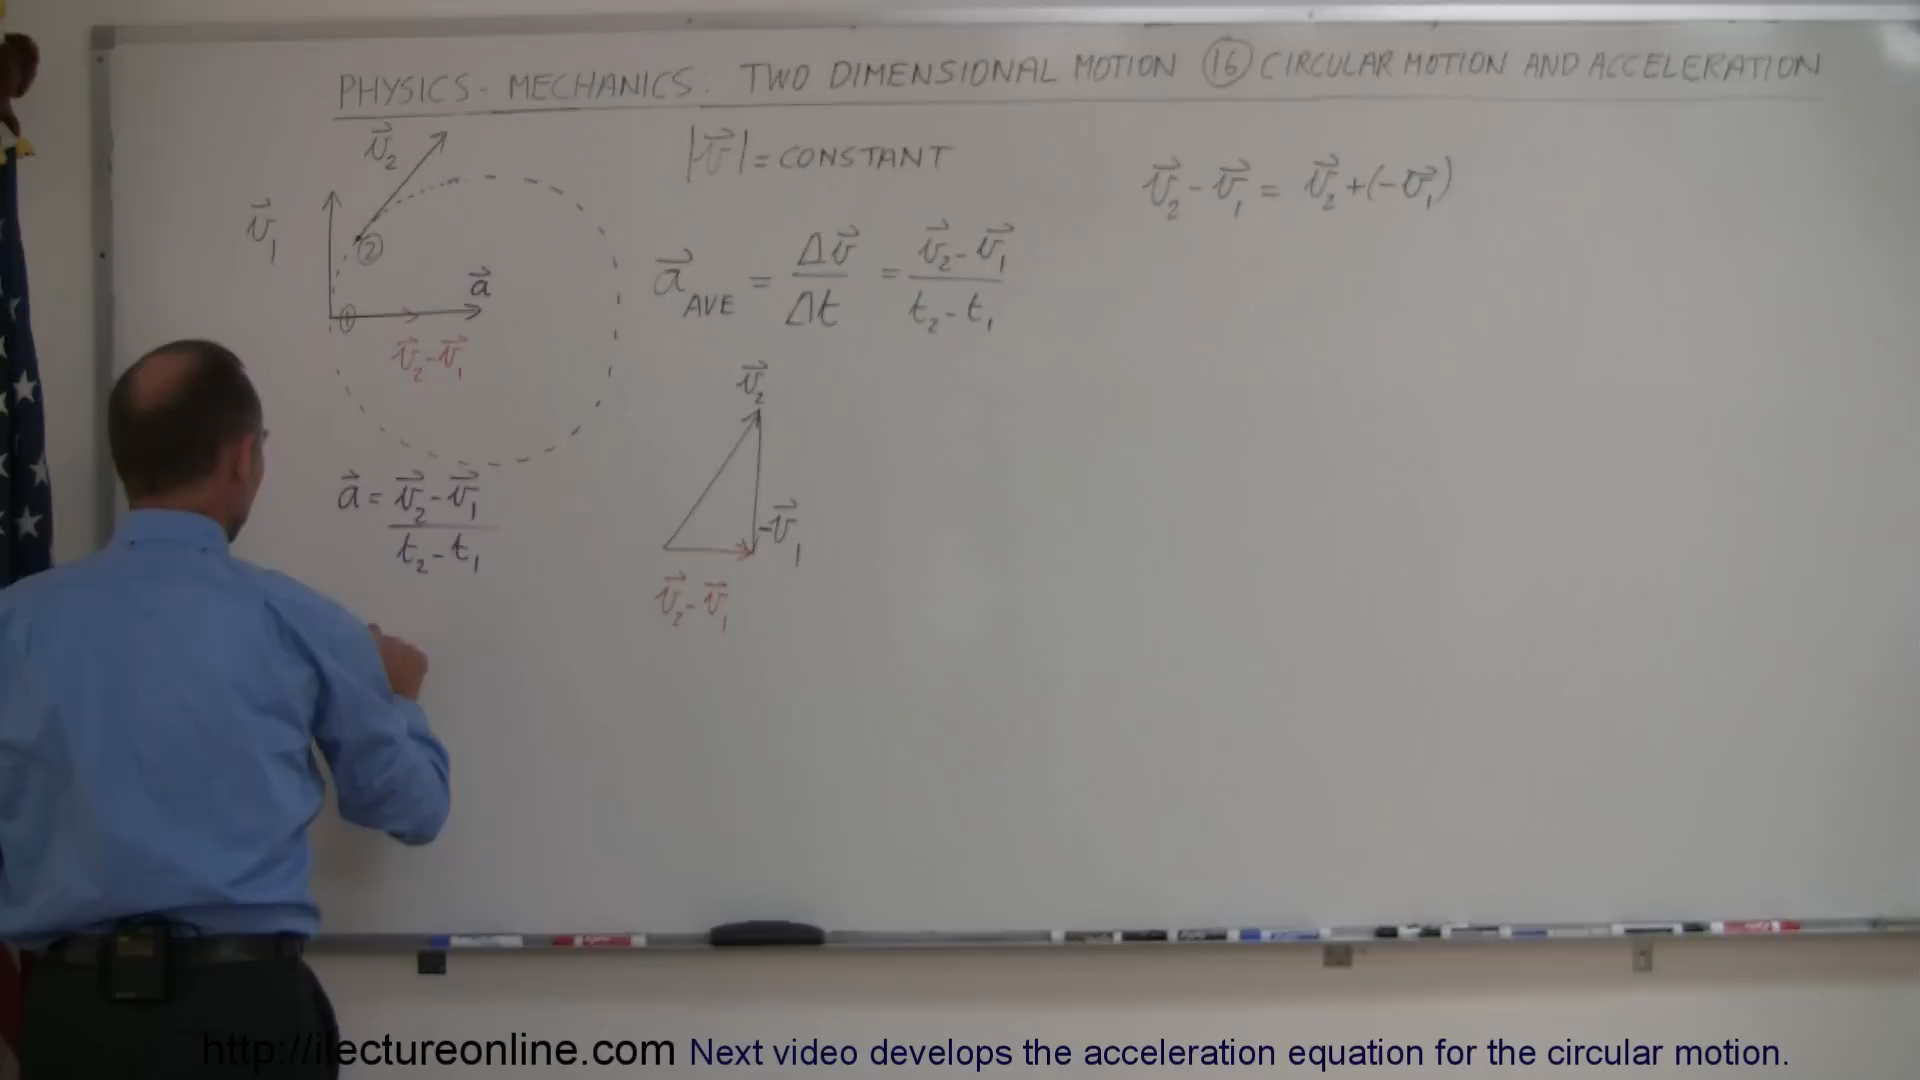 PHYSICS - MECHANICS. TWO DIMENSIONAL MOTION ⑯ CIRCULAR MOTION AND ACCELERATION
v⃗₂
|v⃗| = CONSTANT
v⃗₂ - v⃗₁ = v⃗₂ + (-v⃗₁)
v⃗₁
②
a⃗
①
v⃗₂ - v⃗₁
a⃗ AVE = Δv⃗ / Δt = v⃗₂ - v⃗₁ / t₂ - t₁
v⃗₂
-v⃗₁
v⃗₂ - v⃗₁
a⃗ = v⃗₂ - v⃗₁ / t₂ - t₁
http://ilectureonline.com Next video develops the acceleration equation for the circular motion.